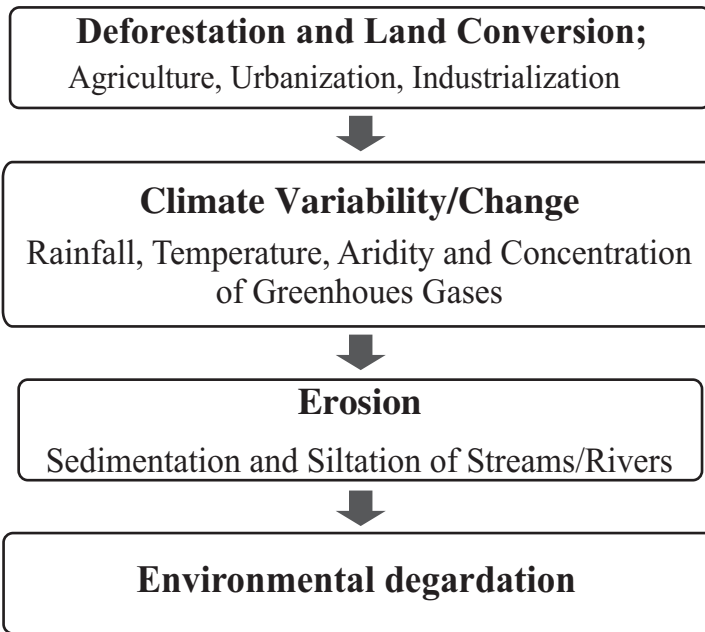 Deforestation and Land Conversion;
Agriculture, Urbanization, Industrialization
Climate Variability/Change
Rainfall, Temperature, Aridity and Concentration
of Greenhoues Gases
Erosion
Sedimentation and Siltation of Streams/Rivers
Environmental degardation